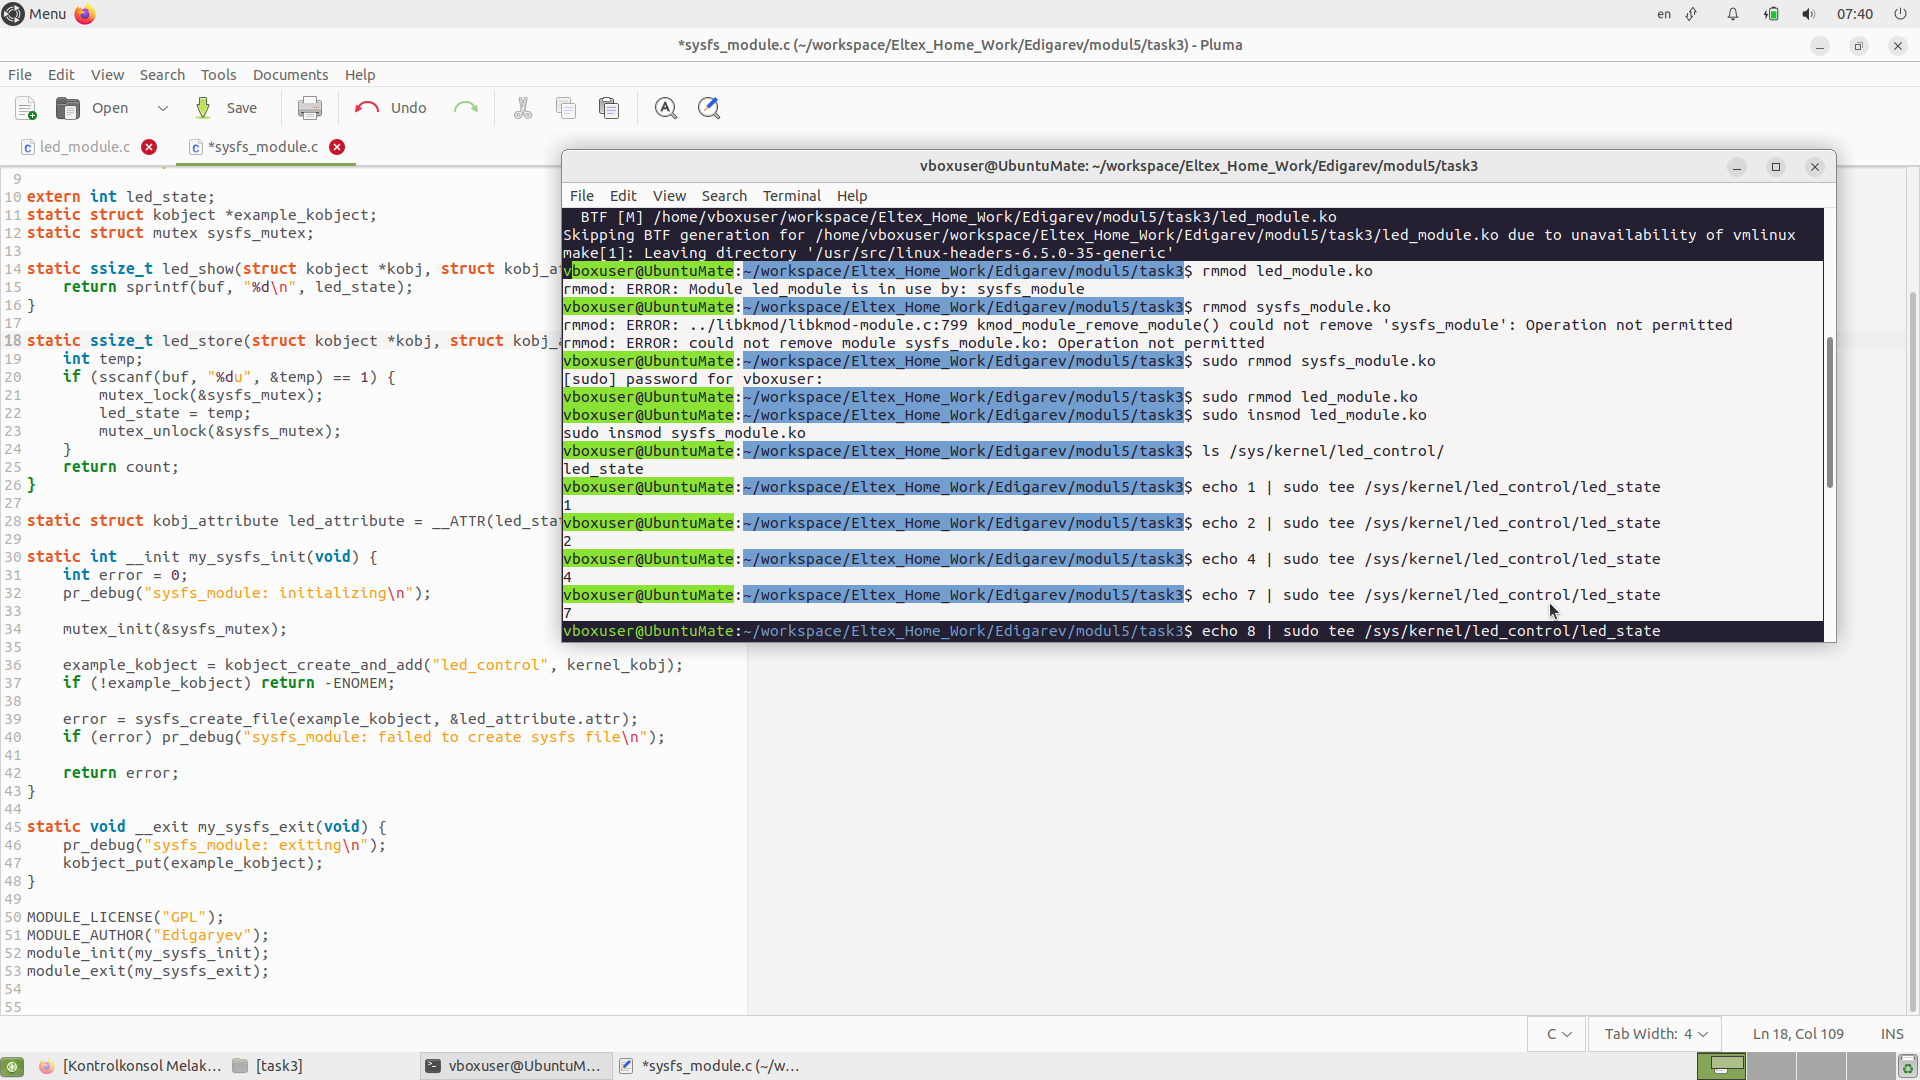 Menu
en
07:40
*sysfs_module.c (~/workspace/Eltex_Home_Work/Edigarev/modul5/task3) - Pluma
File Edit View Search Tools Documents Help
Open Save Undo
led_module.c *sysfs_module.c
9
10 extern int led_state;
11 static struct kobject *example_kobject;
12 static struct mutex sysfs_mutex;
13
14 static ssize_t led_show(struct kobject *kobj, struct kobj_a
15     return sprintf(buf, "%d\n", led_state);
16 }
17
18 static ssize_t led_store(struct kobject *kobj, struct kobj_
19     int temp;
20     if (sscanf(buf, "%du", &temp) == 1) {
21         mutex_lock(&sysfs_mutex);
22         led_state = temp;
23         mutex_unlock(&sysfs_mutex);
24     }
25     return count;
26 }
27
28 static struct kobj_attribute led_attribute = __ATTR(led_sta
29
30 static int __init my_sysfs_init(void) {
31     int error = 0;
32     pr_debug("sysfs_module: initializing\n");
33
34     mutex_init(&sysfs_mutex);
35
36     example_kobject = kobject_create_and_add("led_control", kernel_kobj);
37     if (!example_kobject) return -ENOMEM;
38
39     error = sysfs_create_file(example_kobject, &led_attribute.attr);
40     if (error) pr_debug("sysfs_module: failed to create sysfs file\n");
41
42     return error;
43 }
44
45 static void __exit my_sysfs_exit(void) {
46     pr_debug("sysfs_module: exiting\n");
47     kobject_put(example_kobject);
48 }
49
50 MODULE_LICENSE("GPL");
51 MODULE_AUTHOR("Edigaryev");
52 module_init(my_sysfs_init);
53 module_exit(my_sysfs_exit);
54
55
vboxuser@UbuntuMate: ~/workspace/Eltex_Home_Work/Edigarev/modul5/task3
File Edit View Search Terminal Help
BTF [M] /home/vboxuser/workspace/Eltex_Home_Work/Edigarev/modul5/task3/led_module.ko
Skipping BTF generation for /home/vboxuser/workspace/Eltex_Home_Work/Edigarev/modul5/task3/led_module.ko due to unavailability of vmlinux
make[1]: Leaving directory '/usr/src/linux-headers-6.5.0-35-generic'
vboxuser@UbuntuMate:~/workspace/Eltex_Home_Work/Edigarev/modul5/task3$ rmmod led_module.ko
rmmod: ERROR: Module led_module is in use by: sysfs_module
vboxuser@UbuntuMate:~/workspace/Eltex_Home_Work/Edigarev/modul5/task3$ rmmod sysfs_module.ko
rmmod: ERROR: ../libkmod/libkmod-module.c:799 kmod_module_remove_module() could not remove 'sysfs_module': Operation not permitted
rmmod: ERROR: could not remove module sysfs_module.ko: Operation not permitted
vboxuser@UbuntuMate:~/workspace/Eltex_Home_Work/Edigarev/modul5/task3$ sudo rmmod sysfs_module.ko
[sudo] password for vboxuser:
vboxuser@UbuntuMate:~/workspace/Eltex_Home_Work/Edigarev/modul5/task3$ sudo rmmod led_module.ko
vboxuser@UbuntuMate:~/workspace/Eltex_Home_Work/Edigarev/modul5/task3$ sudo insmod led_module.ko
sudo insmod sysfs_module.ko
vboxuser@UbuntuMate:~/workspace/Eltex_Home_Work/Edigarev/modul5/task3$ ls /sys/kernel/led_control/
led_state
vboxuser@UbuntuMate:~/workspace/Eltex_Home_Work/Edigarev/modul5/task3$ echo 1 | sudo tee /sys/kernel/led_control/led_state
1
vboxuser@UbuntuMate:~/workspace/Eltex_Home_Work/Edigarev/modul5/task3$ echo 2 | sudo tee /sys/kernel/led_control/led_state
2
vboxuser@UbuntuMate:~/workspace/Eltex_Home_Work/Edigarev/modul5/task3$ echo 4 | sudo tee /sys/kernel/led_control/led_state
4
vboxuser@UbuntuMate:~/workspace/Eltex_Home_Work/Edigarev/modul5/task3$ echo 7 | sudo tee /sys/kernel/led_control/led_state
7
vboxuser@UbuntuMate:~/workspace/Eltex_Home_Work/Edigarev/modul5/task3$ echo 8 | sudo tee /sys/kernel/led_control/led_state
C Tab Width: 4 Ln 18, Col 109 INS
[Kontrolkonsol Melak... [task3] vboxuser@UbuntuM... *sysfs_module.c (~/w...